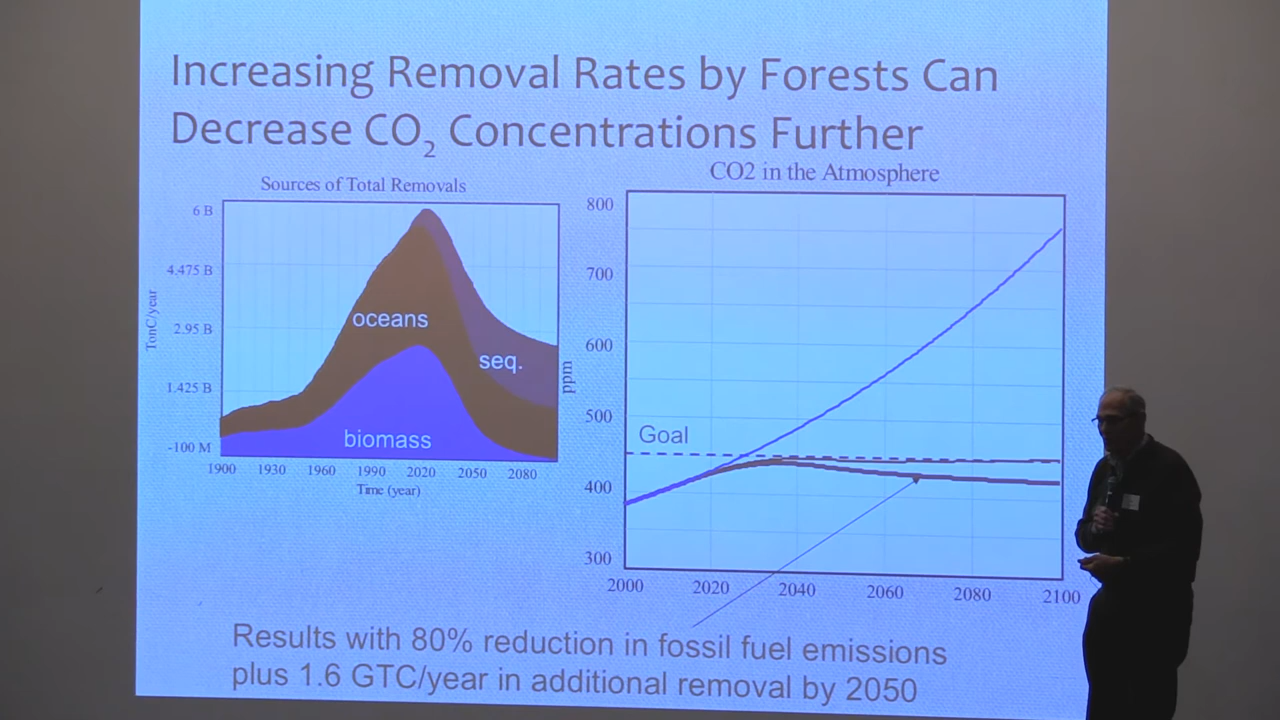 Increasing Removal Rates by Forests Can
Decrease CO₂ Concentrations Further
Sources of Total Removals
6 B
4.475 B
2.95 B
1.425 B
-100 M
TonC/year
oceans
seq.
biomass
1900 1930 1960 1990 2020 2050 2080
Time (year)
CO2 in the Atmosphere
800
700
600
500
400
300
ppm
Goal
2000 2020 2040 2060 2080 2100
Results with 80% reduction in fossil fuel emissions
plus 1.6 GTC/year in additional removal by 2050